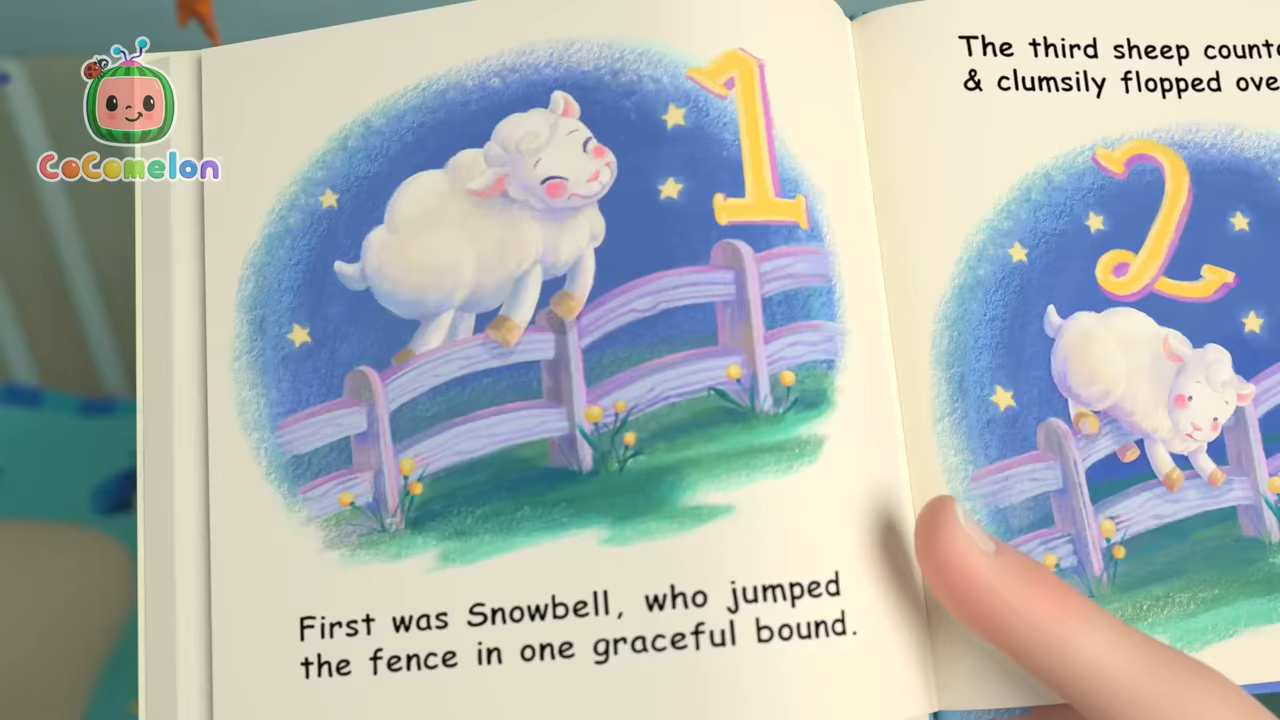 CoComelon
1
First was Snowbell, who jumped
the fence in one graceful bound.
The third sheep
& clumsily flopped
2